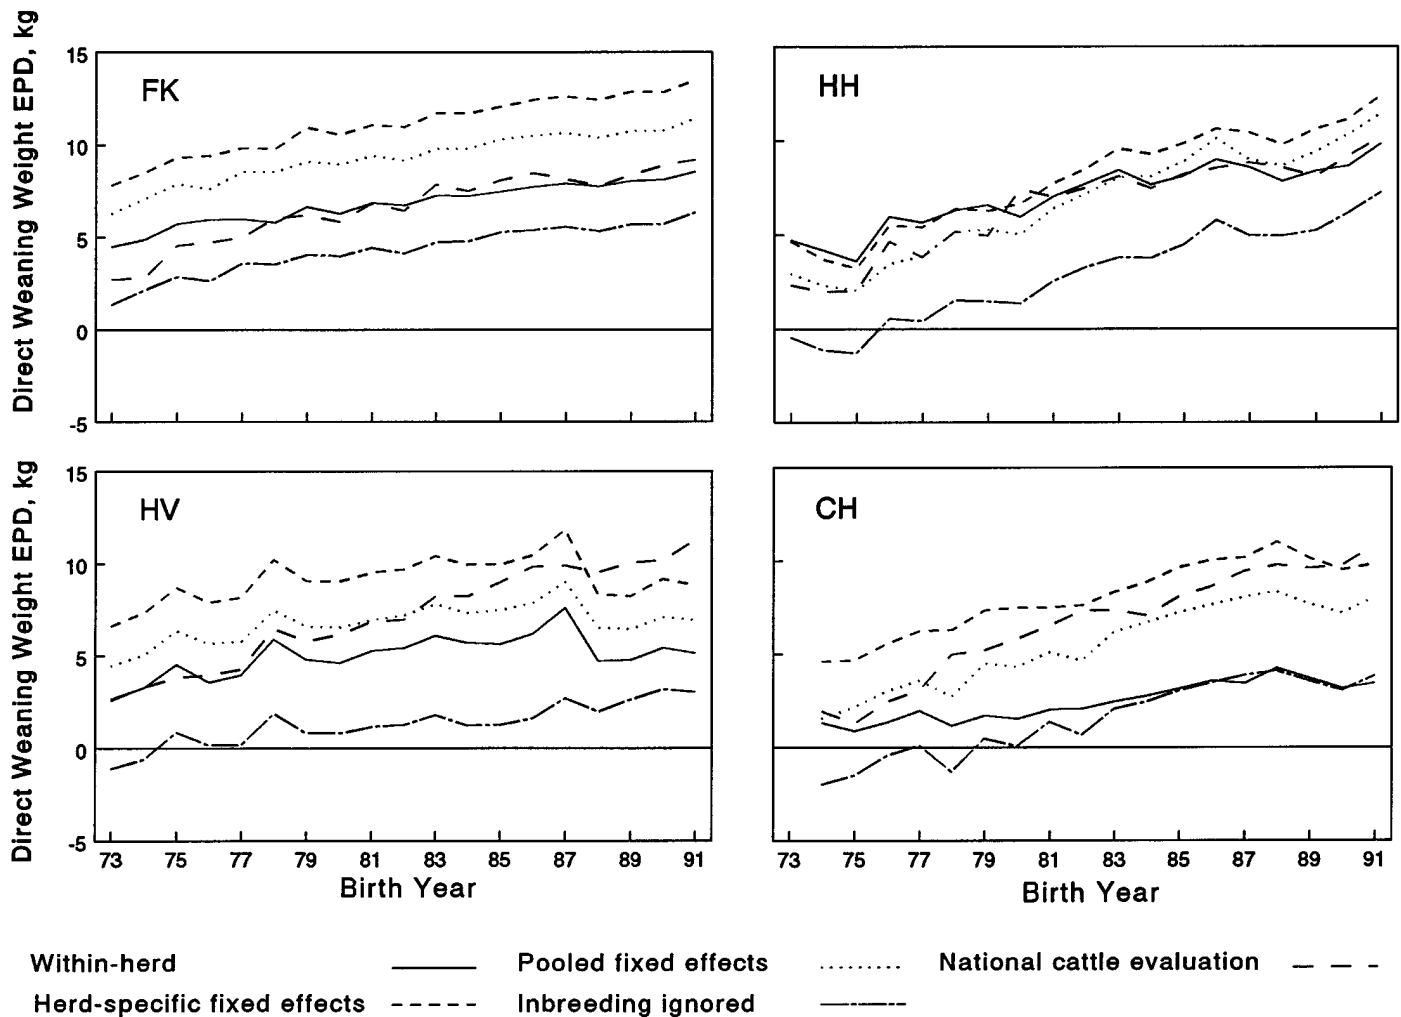 Direct Weaning Weight EPD, kg
15
10
5
0
-5
FK
HH
Direct Weaning Weight EPD, kg
15
10
5
0
-5
HV
CH
73 75 77 79 81 83 85 87 89 91
73 75 77 79 81 83 85 87 89 91
Birth Year
Birth Year
Within-herd Pooled fixed effects National cattle evaluation
Herd-specific fixed effects Inbreeding ignored